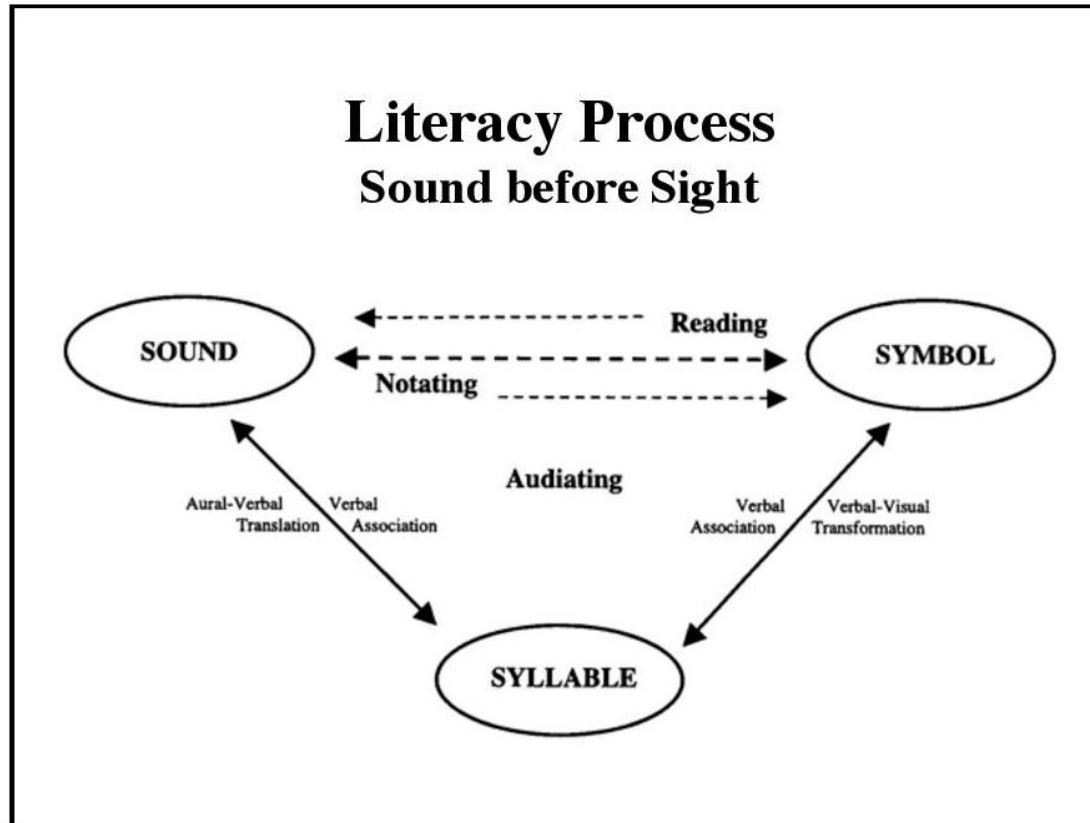 Literacy Process
Sound before Sight
SOUND
Reading
SYMBOL
Notating
Audiating
Aural-Verbal
Translation
Verbal
Association
Verbal
Association
Verbal-Visual
Transformation
SYLLABLE